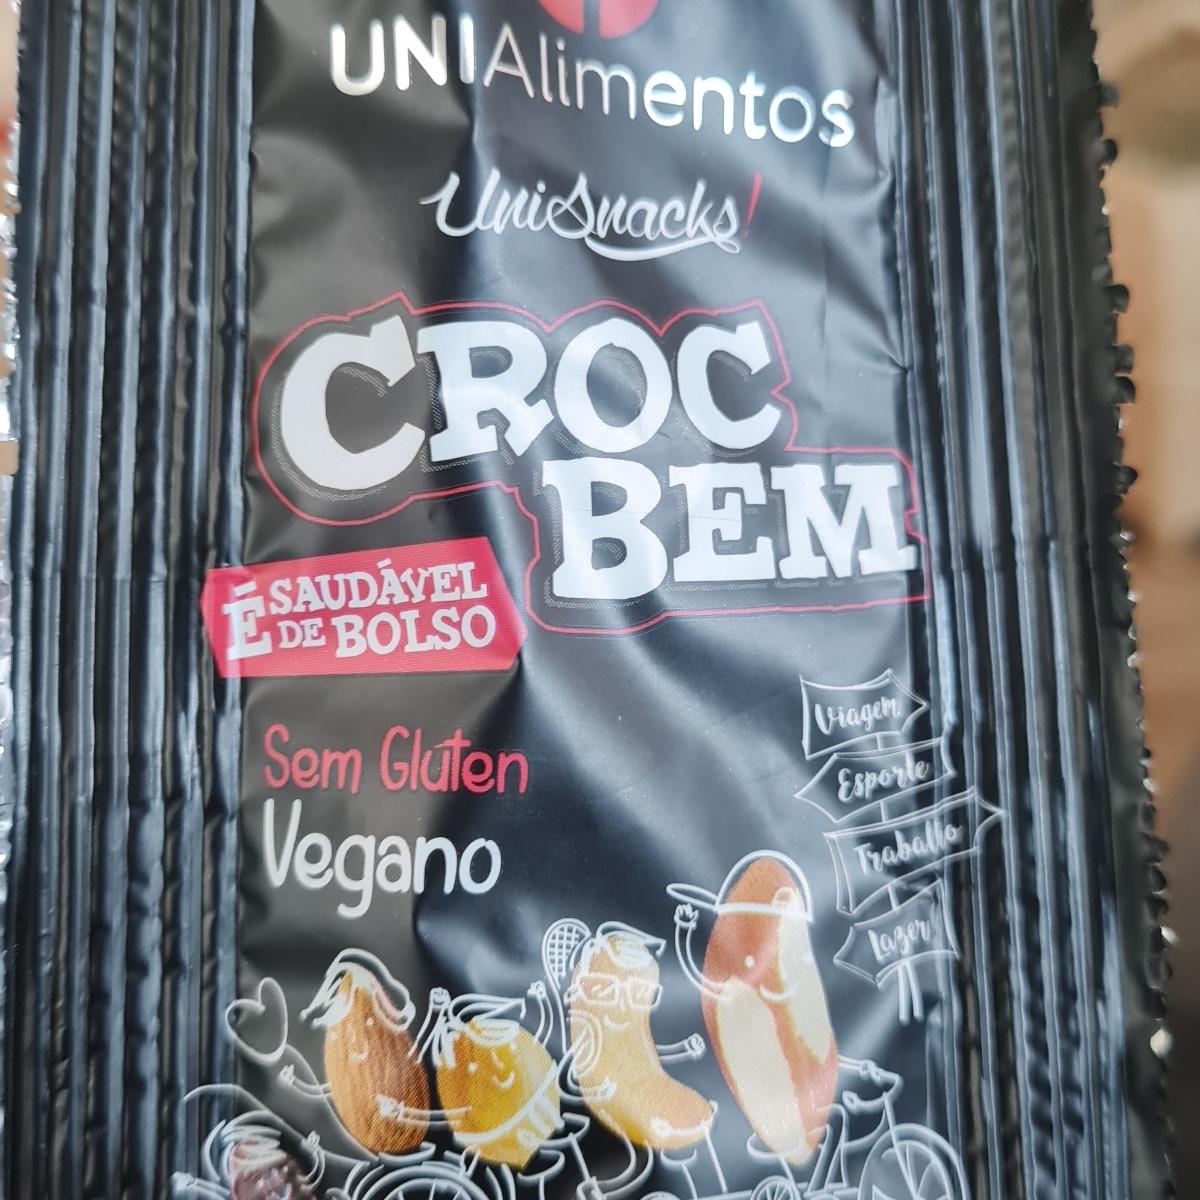 UNIAlimentos
UniSnacks!
CROC
BEM
É SAUDÁVEL
DE BOLSO
Sem Glúten
Vegano
Viagem
Esporte
Trabalho
Lazer